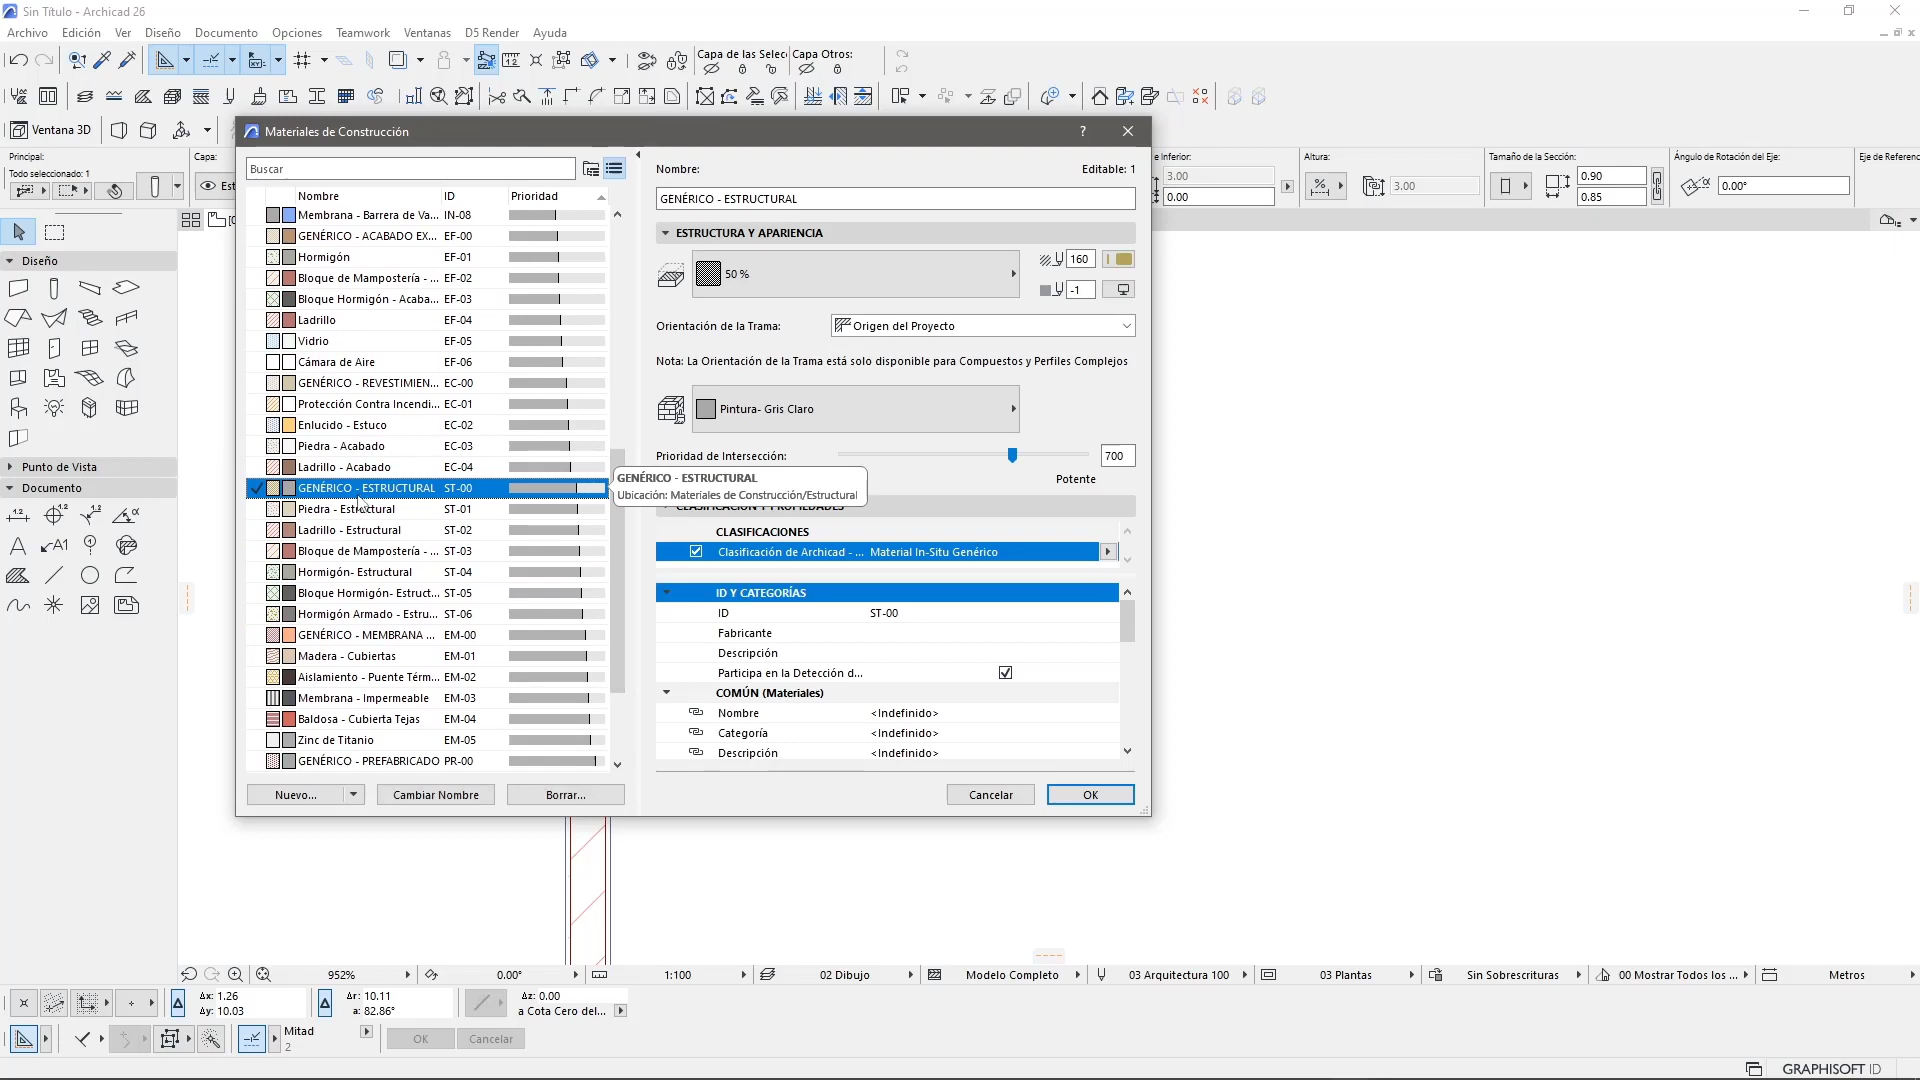 Sin Título - Archicad 26
Archivo Edición Ver Diseño Documento Opciones Teamwork Ventanas D5 Render Ayuda
Capa de las Selec Capa Otros:
Ventana 3D
Materiales de Construcción
?
Principal:
Todo seleccionado: 1
Capa:
Est
e Inferior:
3.00
0.00
Altura:
3.00
Tamaño de la Sección:
0.90
0.85
Ángulo de Rotación del Eje:
0.00°
Eje de Referenc
Buscar
Nombre ID Prioridad
Membrana - Barrera de Va... IN-08
GENÉRICO - ACABADO EX... EF-00
Hormigón EF-01
Bloque de Mampostería - ... EF-02
Bloque Hormigón - Acaba... EF-03
Ladrillo EF-04
Vidrio EF-05
Cámara de Aire EF-06
GENÉRICO - REVESTIMIEN... EC-00
Protección Contra Incendi... EC-01
Enlucido - Estuco EC-02
Piedra - Acabado EC-03
Ladrillo - Acabado EC-04
GENÉRICO - ESTRUCTURAL ST-00
Piedra - Estructural ST-01
Ladrillo - Estructural ST-02
Bloque de Mampostería - ... ST-03
Hormigón- Estructural ST-04
Bloque Hormigón- Estruct... ST-05
Hormigón Armado - Estru... ST-06
GENÉRICO - MEMBRANA ... EM-00
Madera - Cubiertas EM-01
Aislamiento - Puente Térm... EM-02
Membrana - Impermeable EM-03
Baldosa - Cubierta Tejas EM-04
Zinc de Titanio EM-05
GENÉRICO - PREFABRICADO PR-00
Nuevo... Cambiar Nombre Borrar...
Nombre: Editable: 1
GENÉRICO - ESTRUCTURAL
ESTRUCTURA Y APARIENCIA
50 %
160
-1
Orientación de la Trama: Origen del Proyecto
Nota: La Orientación de la Trama está solo disponible para Compuestos y Perfiles Complejos
Pintura- Gris Claro
Prioridad de Intersección: 700
Potente
GENÉRICO - ESTRUCTURAL
Ubicación: Materiales de Construcción/Estructural
CLASIFICACIÓN Y PROPIEDADES
CLASIFICACIONES
Clasificación de Archicad - ... Material In-Situ Genérico
ID Y CATEGORÍAS
ID ST-00
Fabricante
Descripción
Participa en la Detección d...
COMÚN (Materiales)
Nombre <Indefinido>
Categoría <Indefinido>
Descripción <Indefinido>
Cancelar OK
Diseño
Punto de Vista
Documento
1.2 1.2 1.2
A A1 1
952% 0.00° 1:100 02 Dibujo Modelo Completo 03 Arquitectura 100 03 Plantas Sin Sobrescrituras 00 Mostrar Todos los ... Metros
Δx: 1.26
Δy: 10.03
Δr: 10.11
a: 82.86°
Δz: 0.00
a Cota Cero del...
Mitad
2
OK Cancelar
GRAPHISOFT ID